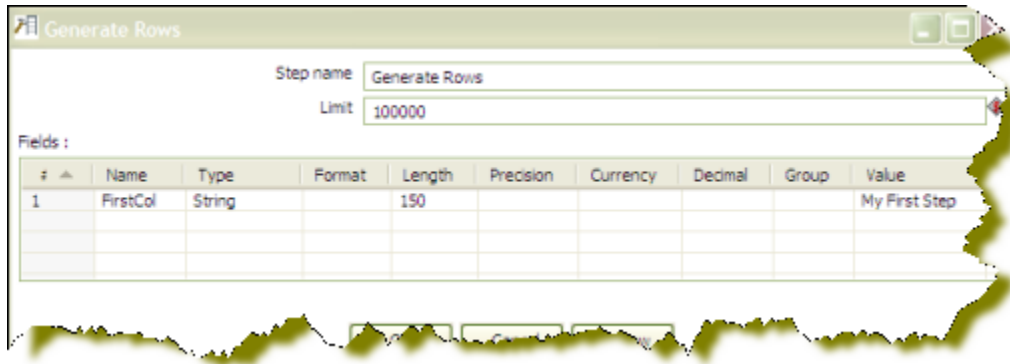 Generate Rows
Step name Generate Rows
Limit 100000
Fields :
# Name Type Format Length Precision Currency Decimal Group Value
1 FirstCol String 150 My First Step